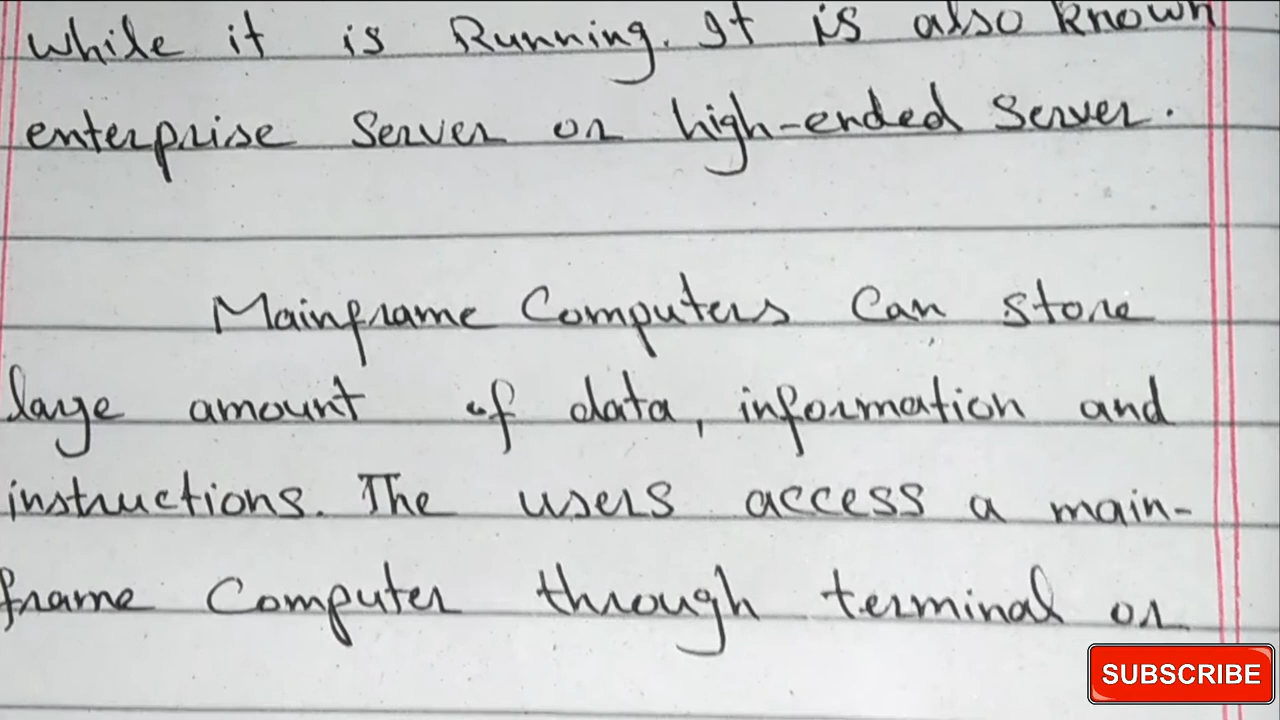 while it is Running. It is also known
enterprise Server or high-ended Server.
Mainframe Computers Can store
large amount of data, information and
instructions. The users access a main-
frame Computer through terminal or
SUBSCRIBE